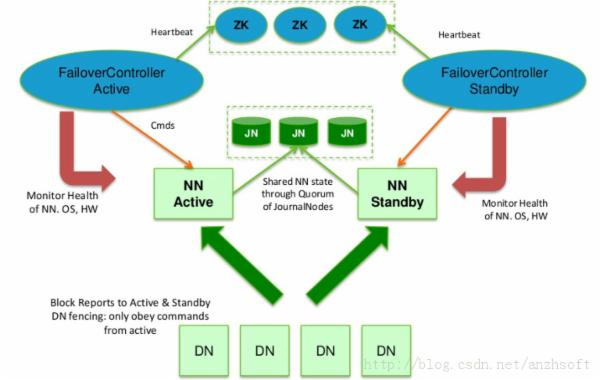 ZK
ZK
ZK
Heartbeat
Heartbeat
FailoverController
Active
FailoverController
Standby
Cmds
JN
JN
JN
Monitor Health
of NN. OS, HW
NN
Active
Shared NN state
through Quorum
of JournalNodes
NN
Standby
Monitor Health
of NN. OS, HW
Block Reports to Active & Standby
DN fencing: only obey commands
from active
DN
DN
DN
DN
http://blog.csdn.net/anzhsoft